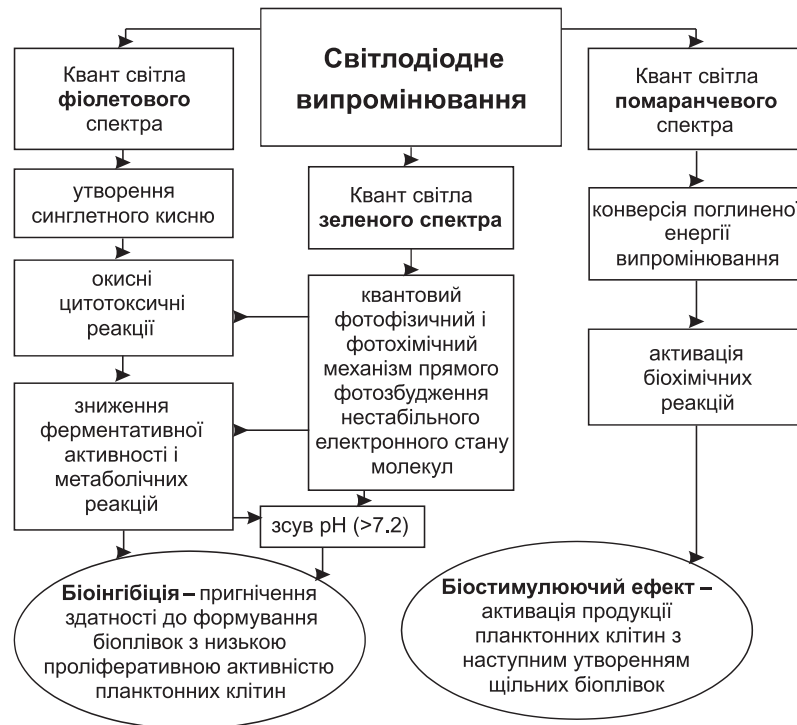 Світлодіодне
випромінювання
Квант світла
фіолетового
спектра
утворення
синглетного кисню
окисні
цитотоксичні
реакції
зниження
ферментативної
активності і
метаболічних
реакцій
Квант світла
зеленого спектра
квантовий
фотофізичний і
фотохімічний
механізм прямого
фотозбудження
нестабільного
електронного стану
молекул
зсув pH (>7.2)
Біоінгібіція – пригнічення
здатності до формування
біоплівок з низькою
проліферативною активністю
планктонних клітин
Квант світла
помаранчевого
спектра
конверсія поглиненої
енергії
випромінювання
активація
біохімічних
реакцій
Біостимулюючий ефект –
активація продукції
планктонних клітин з
наступним утворенням
щільних біоплівок